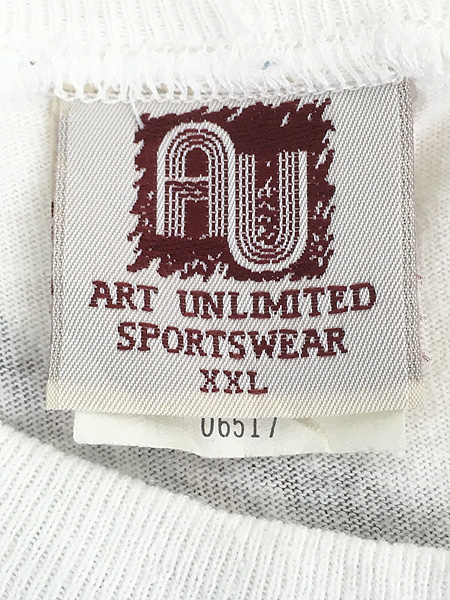 AU
ART UNLIMITED
SPORTSWEAR
XXL
06517